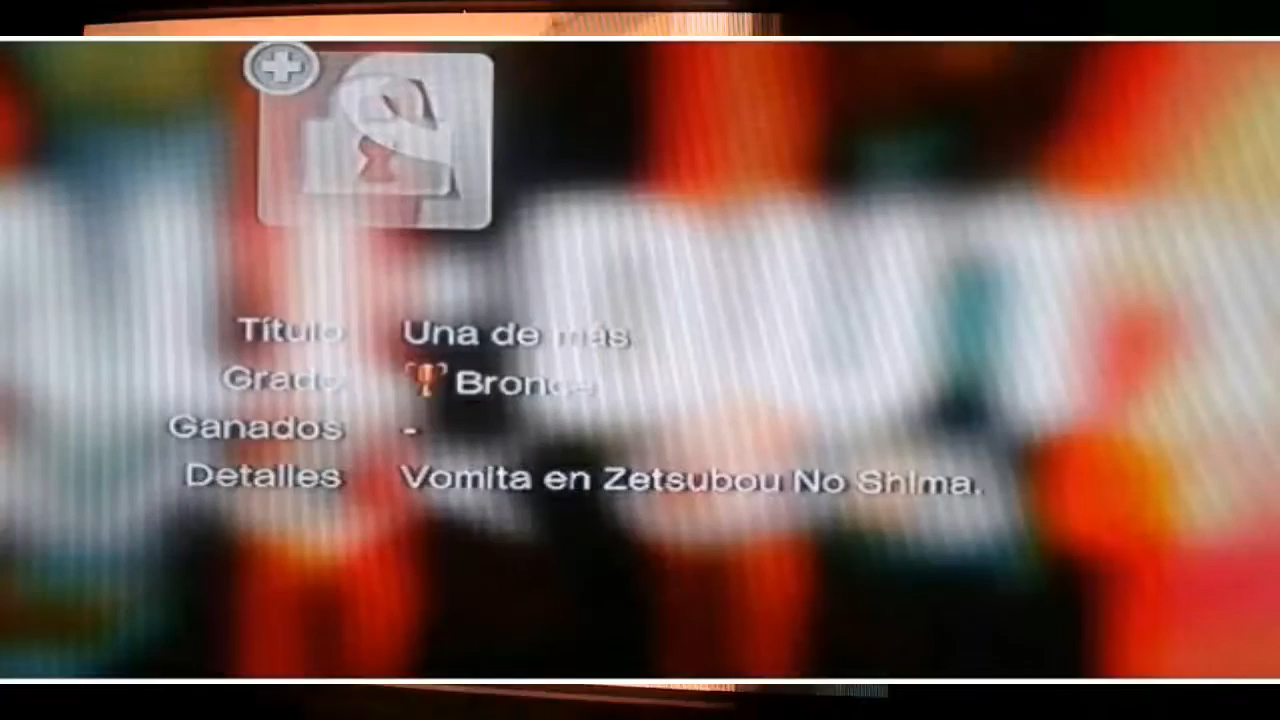 Título Una de más
Grado Bronce
Ganados -
Detalles Vomita en Zetsubou No Shima.